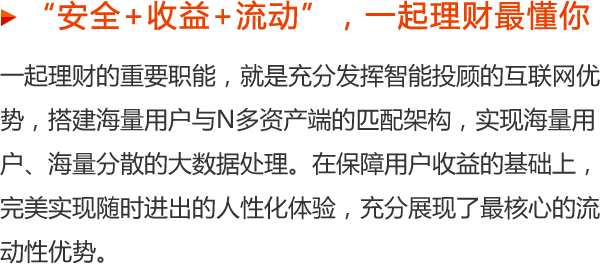 “安全+收益+流动”，一起理财最懂你
一起理财的重要职能，就是充分发挥智能投顾的互联网优
势，搭建海量用户与N多资产端的匹配架构，实现海量用
户、海量分散的大数据处理。在保障用户收益的基础上，
完美实现随时进出的人性化体验，充分展现了最核心的流
动性优势。